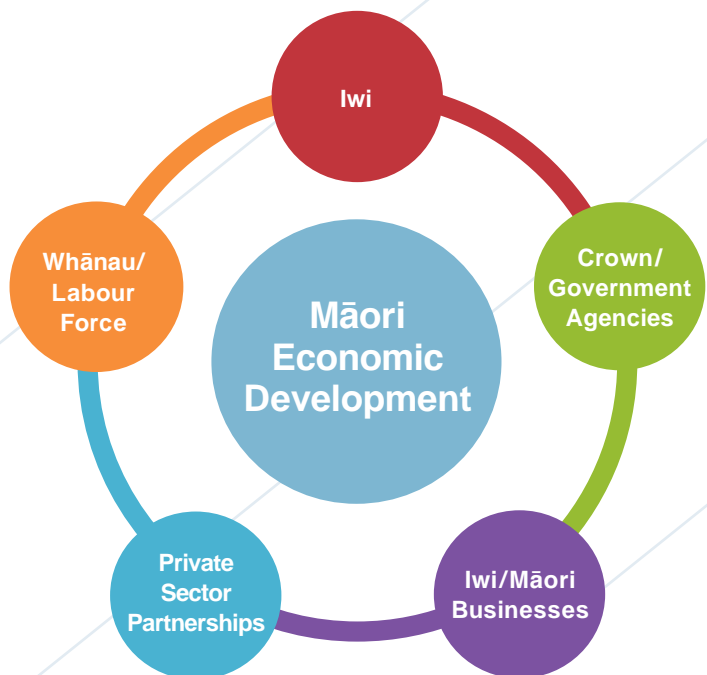 Iwi
Whānau/
Labour
Force
Crown/
Government
Agencies
Māori
Economic
Development
Private
Sector
Partnerships
Iwi/Māori
Businesses